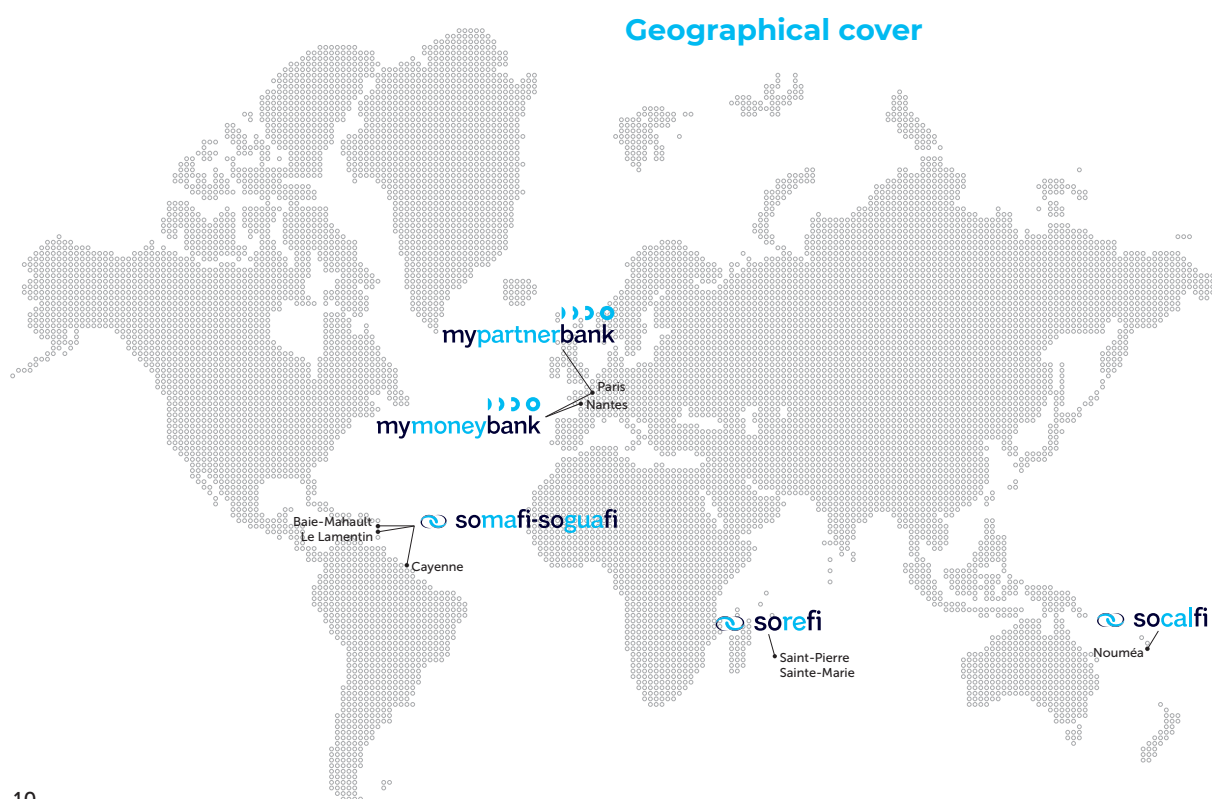 Geographical cover
mypartnerbank
Paris
Nantes
mymoneybank
Baie-Mahault
Le Lamentin
somafi-soguafi
Cayenne
sorefi
Saint-Pierre
Sainte-Marie
socalfi
Nouméa
10